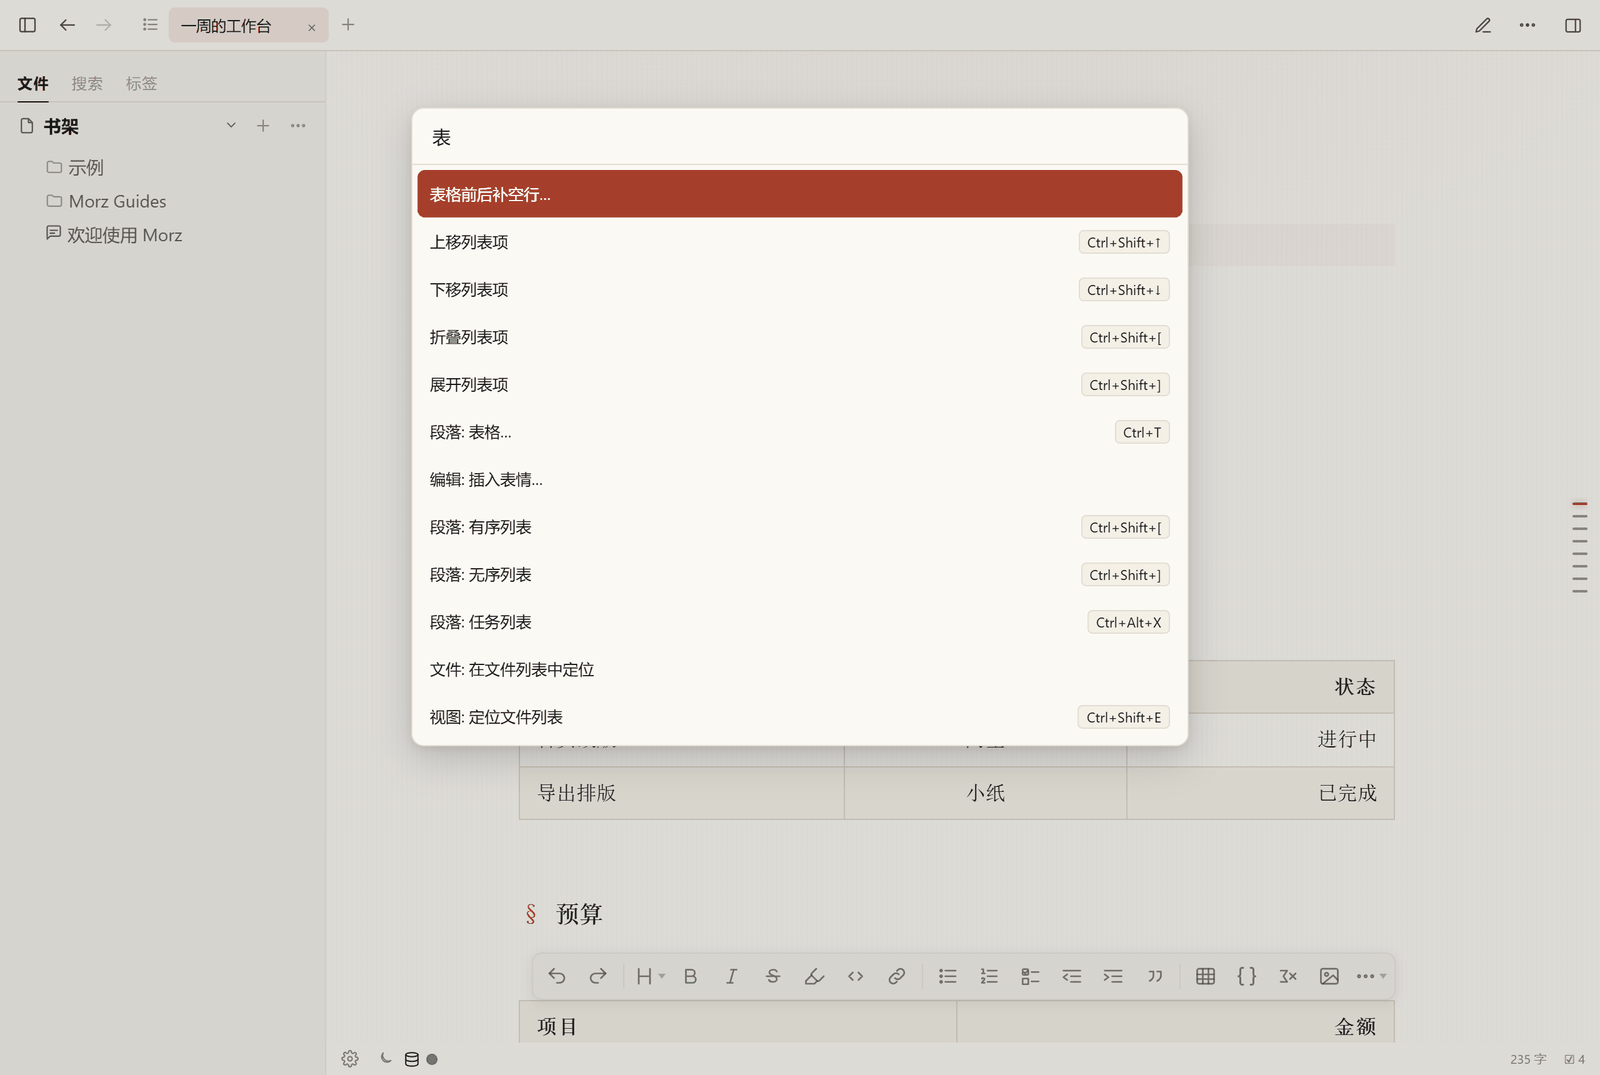 一周的工作台
文件 搜索 标签
书架
示例
Morz Guides
欢迎使用 Morz
表
表格前后补空行...
上移列表项 Ctrl+Shift+↑
下移列表项 Ctrl+Shift+↓
折叠列表项 Ctrl+Shift+[
展开列表项 Ctrl+Shift+]
段落: 表格... Ctrl+T
编辑: 插入表情...
段落: 有序列表 Ctrl+Shift+[
段落: 无序列表 Ctrl+Shift+]
段落: 任务列表 Ctrl+Alt+X
文件: 在文件列表中定位
视图: 定位文件列表 Ctrl+Shift+E
状态
进行中
导出排版 小纸 已完成
§ 预算
项目 金额
235 字 4